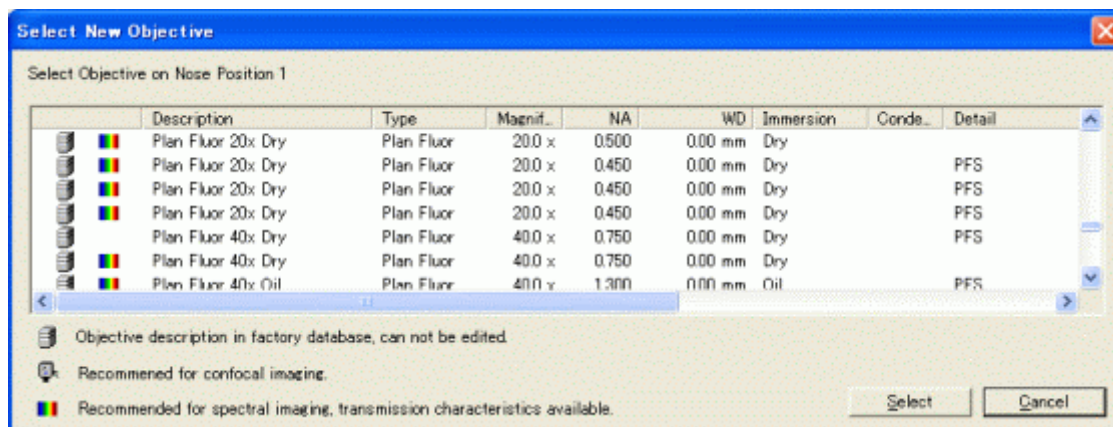 Select New Objective
Select Objective on Nose Position 1
Description Type Magnif... NA WD Immersion Conde... Detail
Plan Fluor 20x Dry Plan Fluor 20.0 x 0.500 0.00 mm Dry
Plan Fluor 20x Dry Plan Fluor 20.0 x 0.450 0.00 mm Dry PFS
Plan Fluor 20x Dry Plan Fluor 20.0 x 0.450 0.00 mm Dry PFS
Plan Fluor 20x Dry Plan Fluor 20.0 x 0.450 0.00 mm Dry PFS
Plan Fluor 40x Dry Plan Fluor 40.0 x 0.750 0.00 mm Dry PFS
Plan Fluor 40x Dry Plan Fluor 40.0 x 0.750 0.00 mm Dry
Plan Fluor 40x Oil Plan Fluor 40.0 x 1.300 0.00 mm Oil PFS
Objective description in factory database, can not be edited.
Recommened for confocal imaging.
Recommended for spectral imaging, transmission characteristics available.
Select Cancel